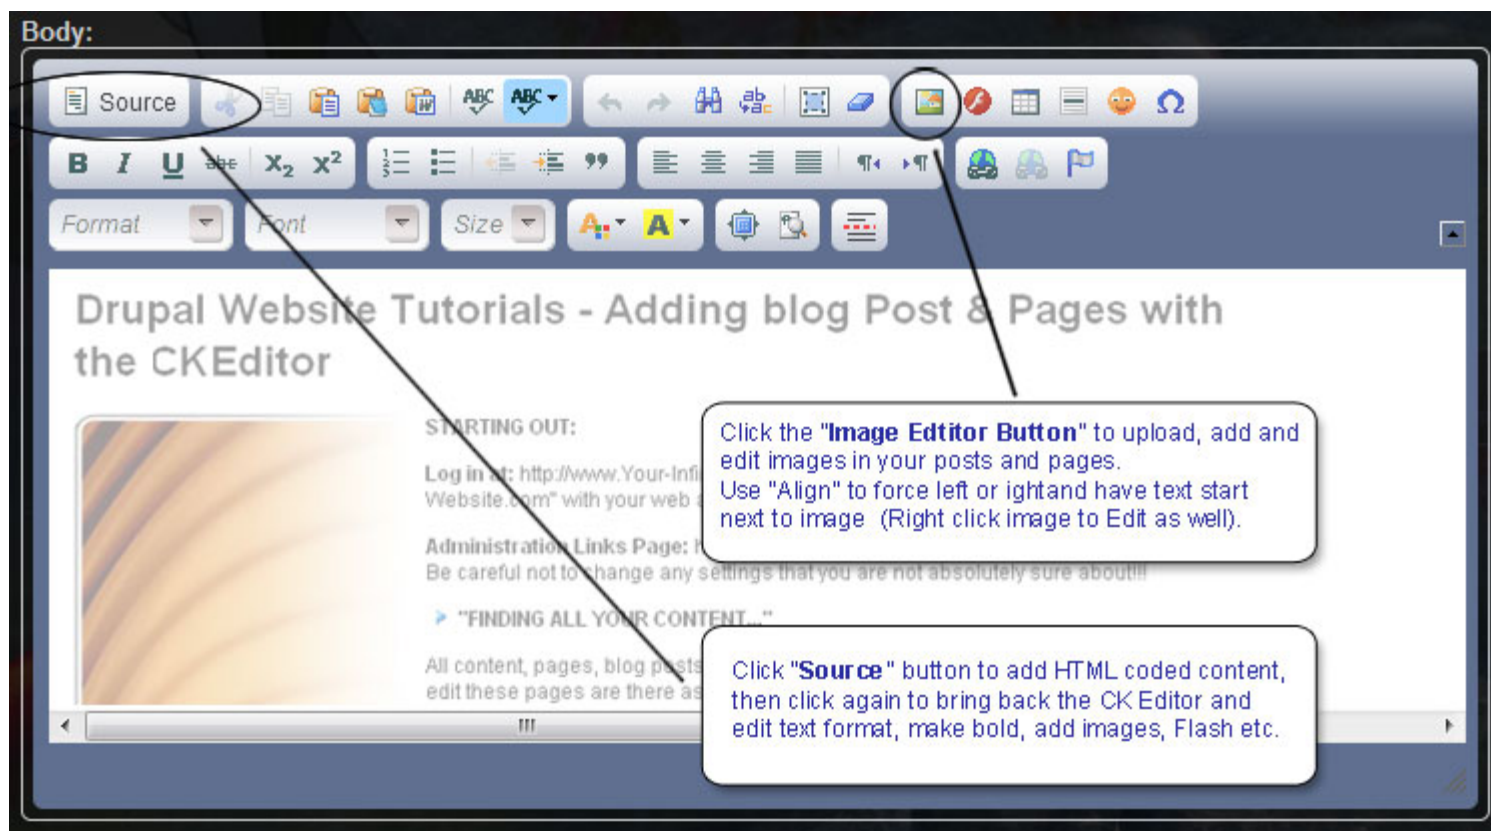 Body:
Source ABC ABC
B I U abc X₂ X²
Format Font Size A A
Drupal Website Tutorials - Adding blog Post & Pages with
the CKEditor
STARTING OUT:
Log in at: http://www.Your-Infi
Website.com" with your web
Administration Links Page:
Be careful not to change any settings that you are not absolutely sure about!!!
"FINDING ALL YOUR CONTENT..."
All content, pages, blog posts
edit these pages are there as
Click the "Image Edtitor Button" to upload, add and
edit images in your posts and pages.
Use "Align" to force left or ightand have text start
next to image (Right click image to Edit as well).
Click "Source" button to add HTML coded content,
then click again to bring back the CK Editor and
edit text format, make bold, add images, Flash etc.